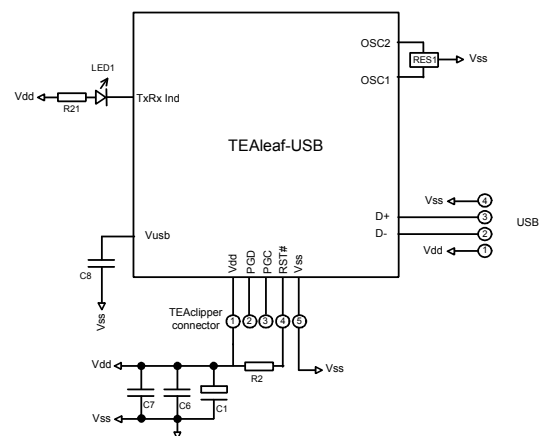 OSC2
LED1
RES1
Vss
OSC1
Vdd
TxRx Ind
R21
TEAleaf-USB
Vss
4
D+
3
USB
D-
2
Vusb
Vdd
1
C8
Vdd
PGD
PGC
RST#
Vss
Vss
TEAclipper
connector
1
2
3
4
5
Vdd
Vss
R2
C7
C6
C1
Vss